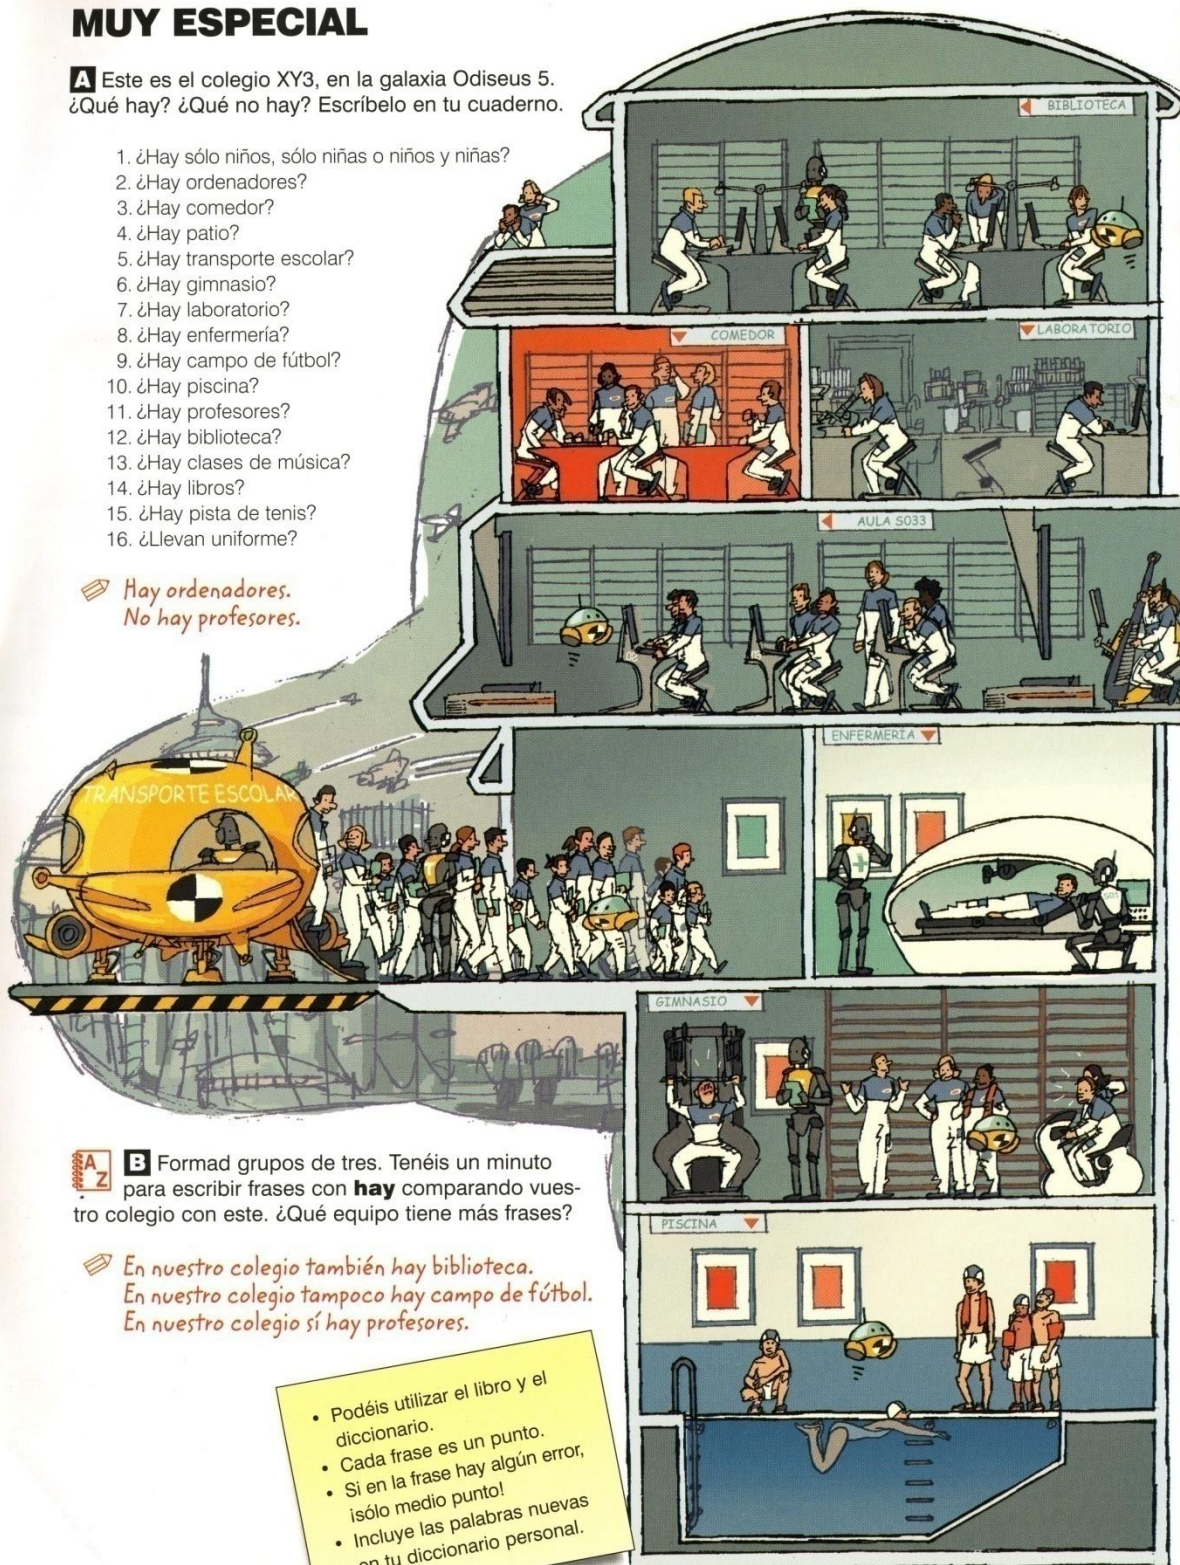 MUY ESPECIAL
A Este es el colegio XY3, en la galaxia Odiseus 5.
¿Qué hay? ¿Qué no hay? Escríbelo en tu cuaderno.
1. ¿Hay sólo niños, sólo niñas o niños y niñas?
2. ¿Hay ordenadores?
3. ¿Hay comedor?
4. ¿Hay patio?
5. ¿Hay transporte escolar?
6. ¿Hay gimnasio?
7. ¿Hay laboratorio?
8. ¿Hay enfermería?
9. ¿Hay campo de fútbol?
10. ¿Hay piscina?
11. ¿Hay profesores?
12. ¿Hay biblioteca?
13. ¿Hay clases de música?
14. ¿Hay libros?
15. ¿Hay pista de tenis?
16. ¿Llevan uniforme?
Hay ordenadores.
No hay profesores.
BIBLIOTECA
COMEDOR
LABORATORIO
AULA S033
TRANSPORTE ESCOLAR
ENFERMERÍA
GIMNASIO
PISCINA
A
Z
B Formad grupos de tres. Tenéis un minuto
para escribir frases con hay comparando vues-
tro colegio con este. ¿Qué equipo tiene más frases?
En nuestro colegio también hay biblioteca.
En nuestro colegio tampoco hay campo de fútbol.
En nuestro colegio sí hay profesores.
• Podéis utilizar el libro y el
diccionario.
• Cada frase es un punto.
• Si en la frase hay algún error,
¡sólo medio punto!
• Incluye las palabras nuevas
en tu diccionario personal.